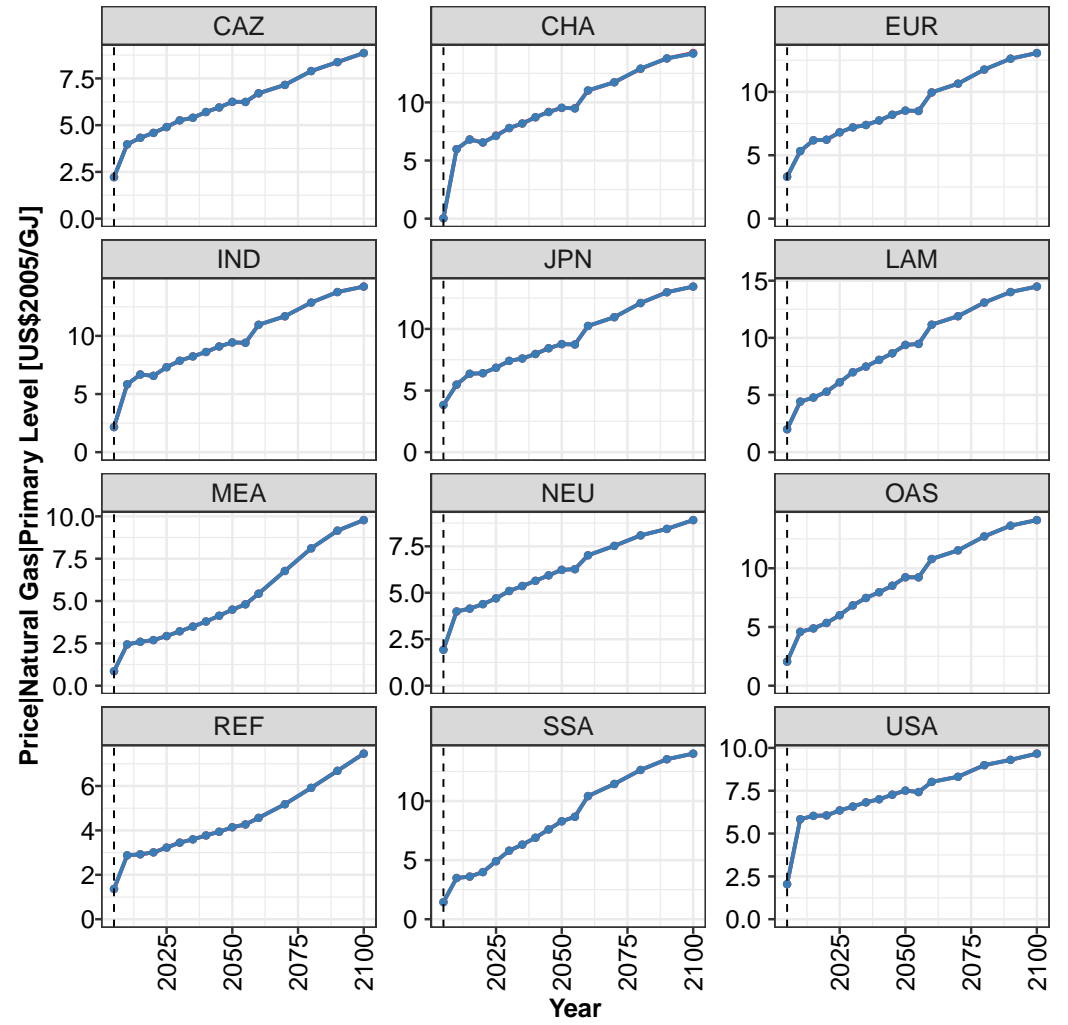 CAZ CHA EUR
7.5 5.0 2.5 0.0
10 5 0
10 5 0
IND JPN LAM
10 5 0
10 5 0
15 10 5 0
MEA NEU OAS
10.0 7.5 5.0 2.5 0.0
7.5 5.0 2.5 0.0
10 5 0
REF SSA USA
6 4 2 0
10 5 0
10.0 7.5 5.0 2.5 0.0
2025 2050 2075 2100
2025 2050 2075 2100
2025 2050 2075 2100
Year
Price|Natural Gas|Primary Level [US$2005/GJ]